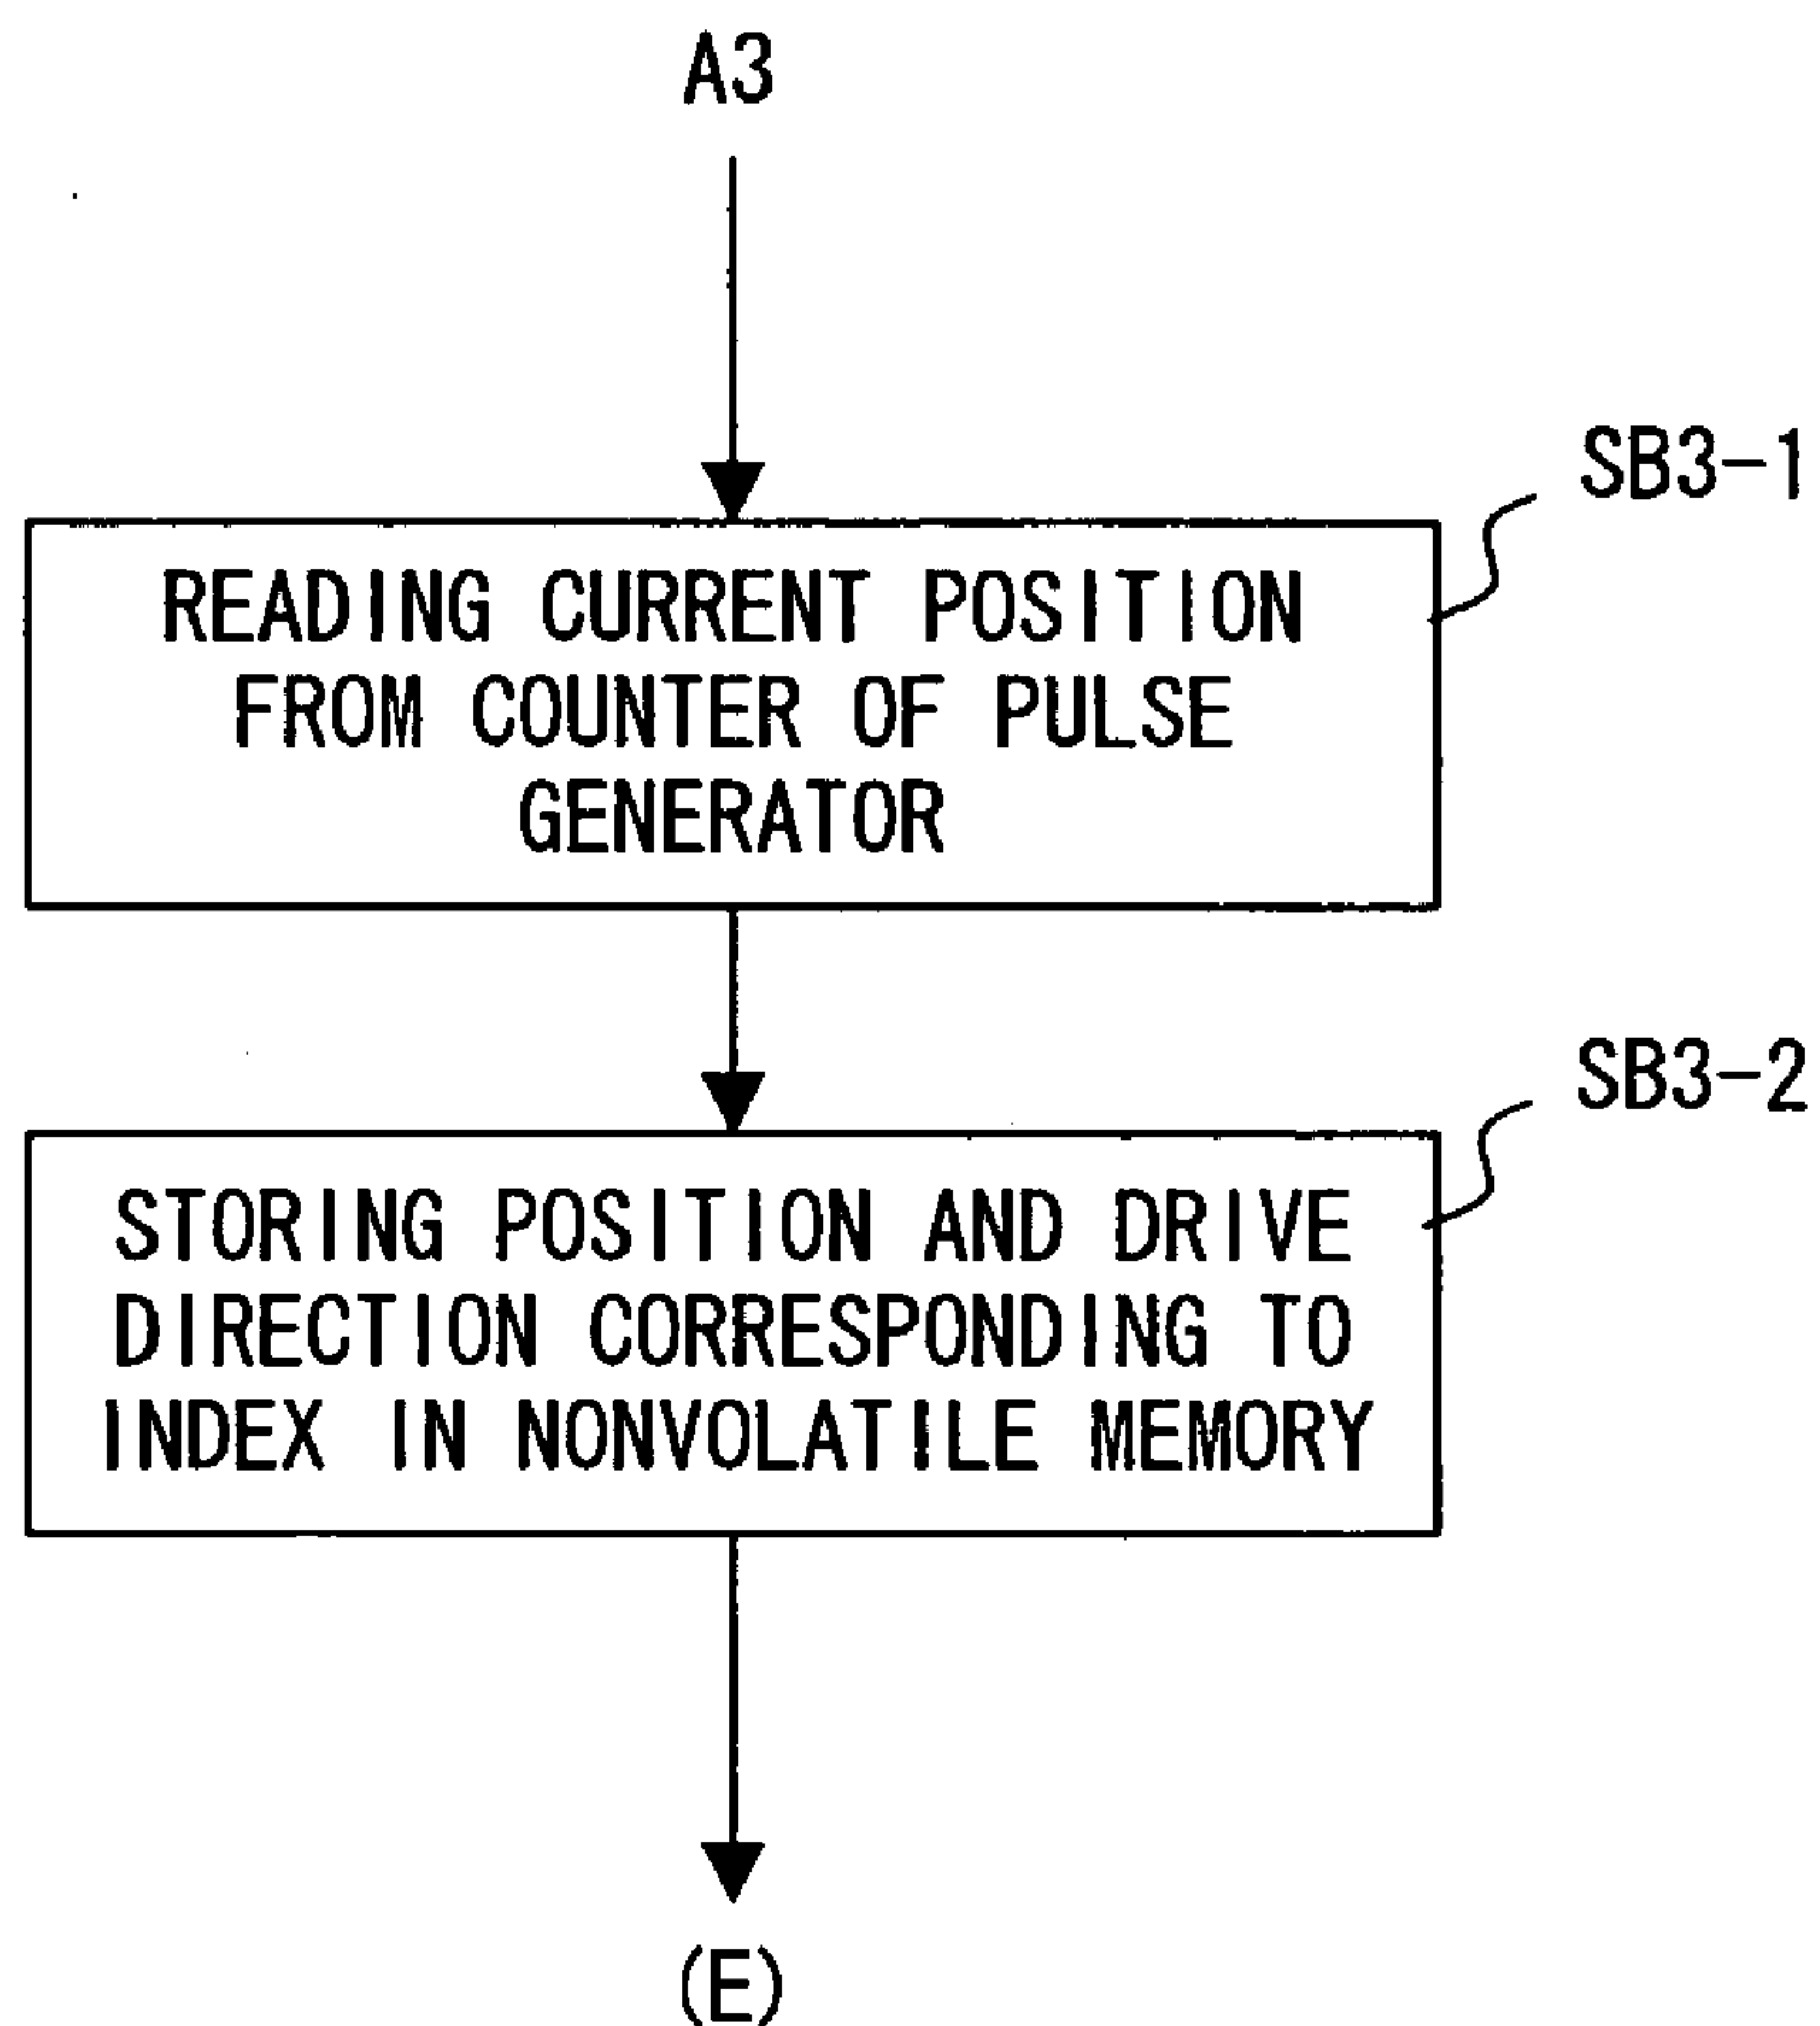 A3
SB3-1
READING CURRENT POSITION
FROM COUNTER OF PULSE
GENERATOR
SB3-2
STORING POSITION AND DRIVE
DIRECTION CORRESPONDING TO
INDEX IN NONVOLATILE MEMORY
(E)